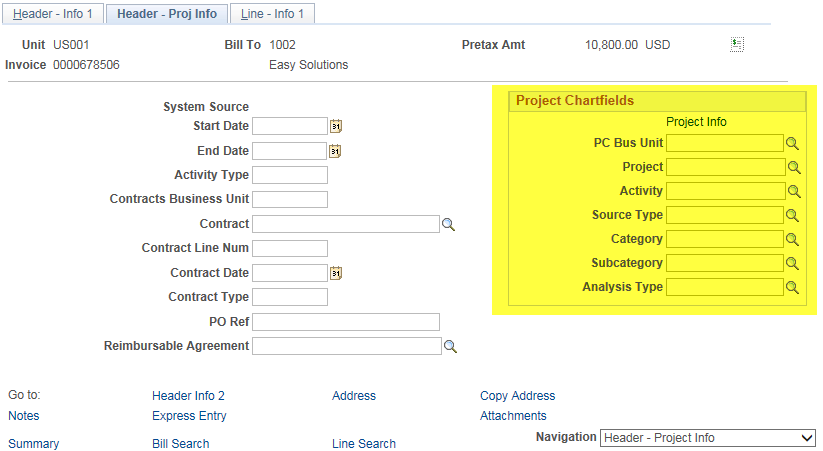 Header - Info 1 Header - Proj Info Line - Info 1
Unit US001 Bill To 1002 Pretax Amt 10,800.00 USD
Invoice 0000678506 Easy Solutions
System Source
Start Date
End Date
Activity Type
Contracts Business Unit
Contract
Contract Line Num
Contract Date
Contract Type
PO Ref
Reimbursable Agreement
Project Chartfields
Project Info
PC Bus Unit
Project
Activity
Source Type
Category
Subcategory
Analysis Type
Go to: Header Info 2 Address Copy Address
Notes Express Entry Attachments
Navigation Header - Project Info
Summary Bill Search Line Search